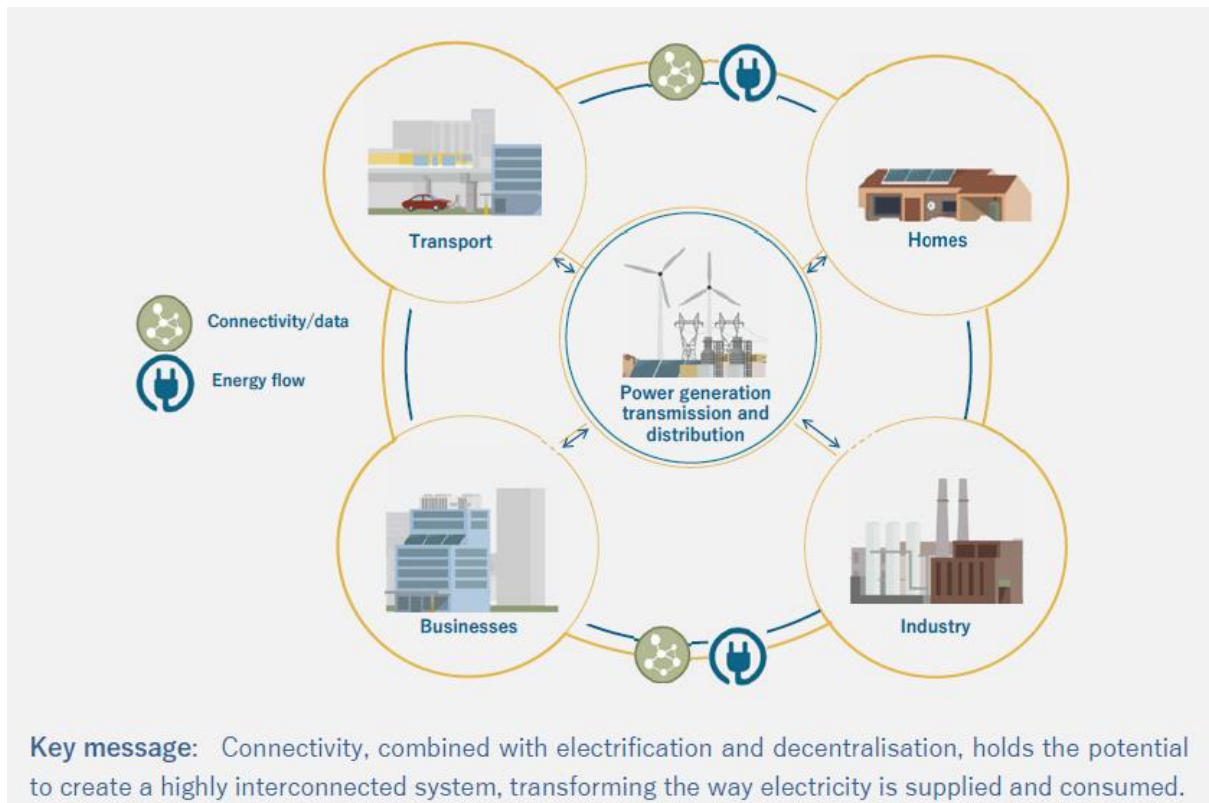 Transport
Homes
Connectivity/data
Energy flow
Power generation
transmission and
distribution
Businesses
Industry
Key message: Connectivity, combined with electrification and decentralisation, holds the potential
to create a highly interconnected system, transforming the way electricity is supplied and consumed.